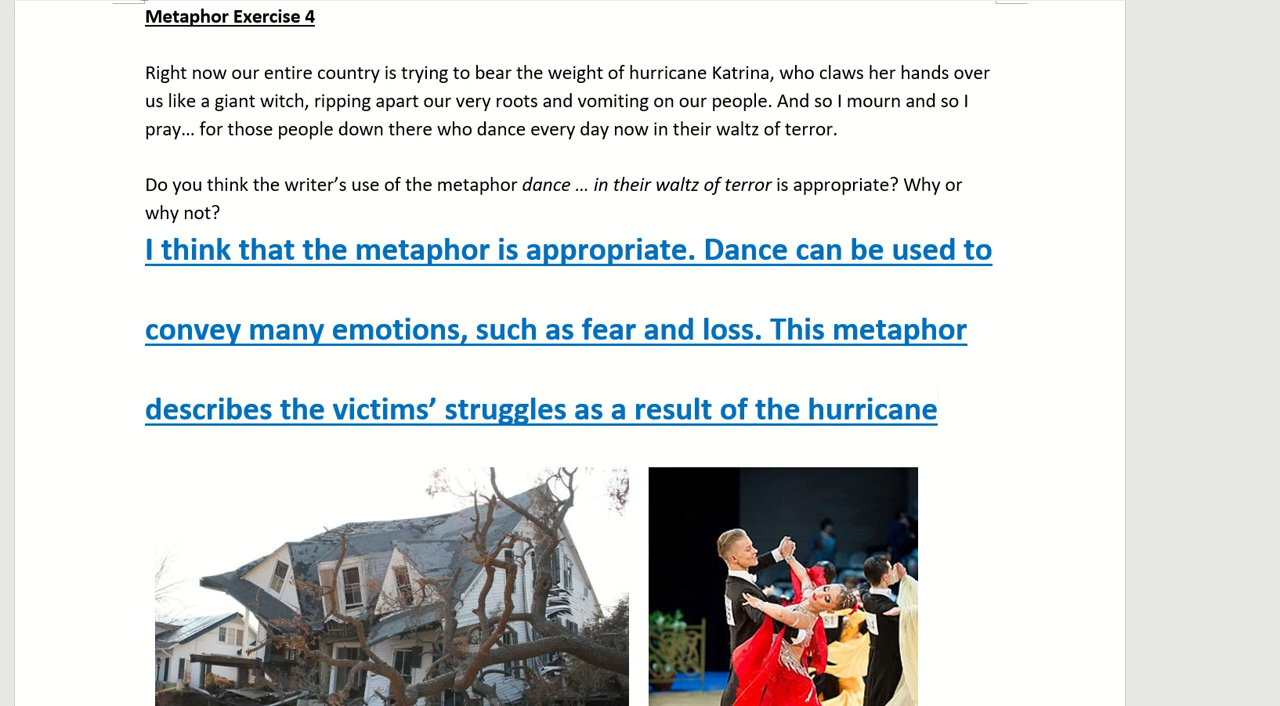 Metaphor Exercise 4
Right now our entire country is trying to bear the weight of hurricane Katrina, who claws her hands over
us like a giant witch, ripping apart our very roots and vomiting on our people. And so I mourn and so I
pray… for those people down there who dance every day now in their waltz of terror.
Do you think the writer’s use of the metaphor dance … in their waltz of terror is appropriate? Why or
why not?
I think that the metaphor is appropriate. Dance can be used to
convey many emotions, such as fear and loss. This metaphor
describes the victims’ struggles as a result of the hurricane